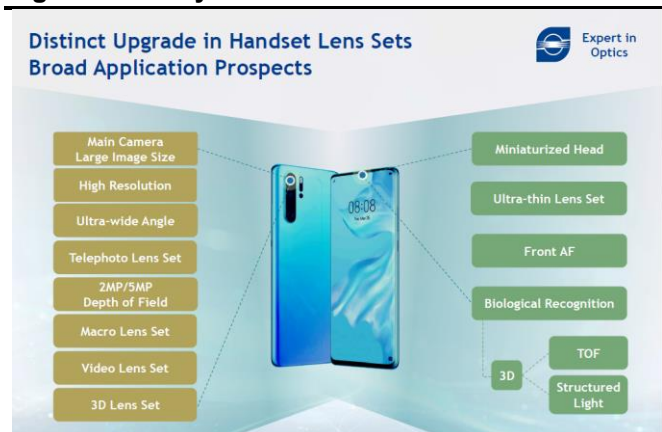 Distinct Upgrade in Handset Lens Sets
Broad Application Prospects
Expert in
Optics
Main Camera
Large Image Size
High Resolution
Ultra-wide Angle
Telephoto Lens Set
2MP/5MP
Depth of Field
Macro Lens Set
Video Lens Set
3D Lens Set
08:08
Miniaturized Head
Ultra-thin Lens Set
Front AF
Biological Recognition
3D
TOF
Structured
Light